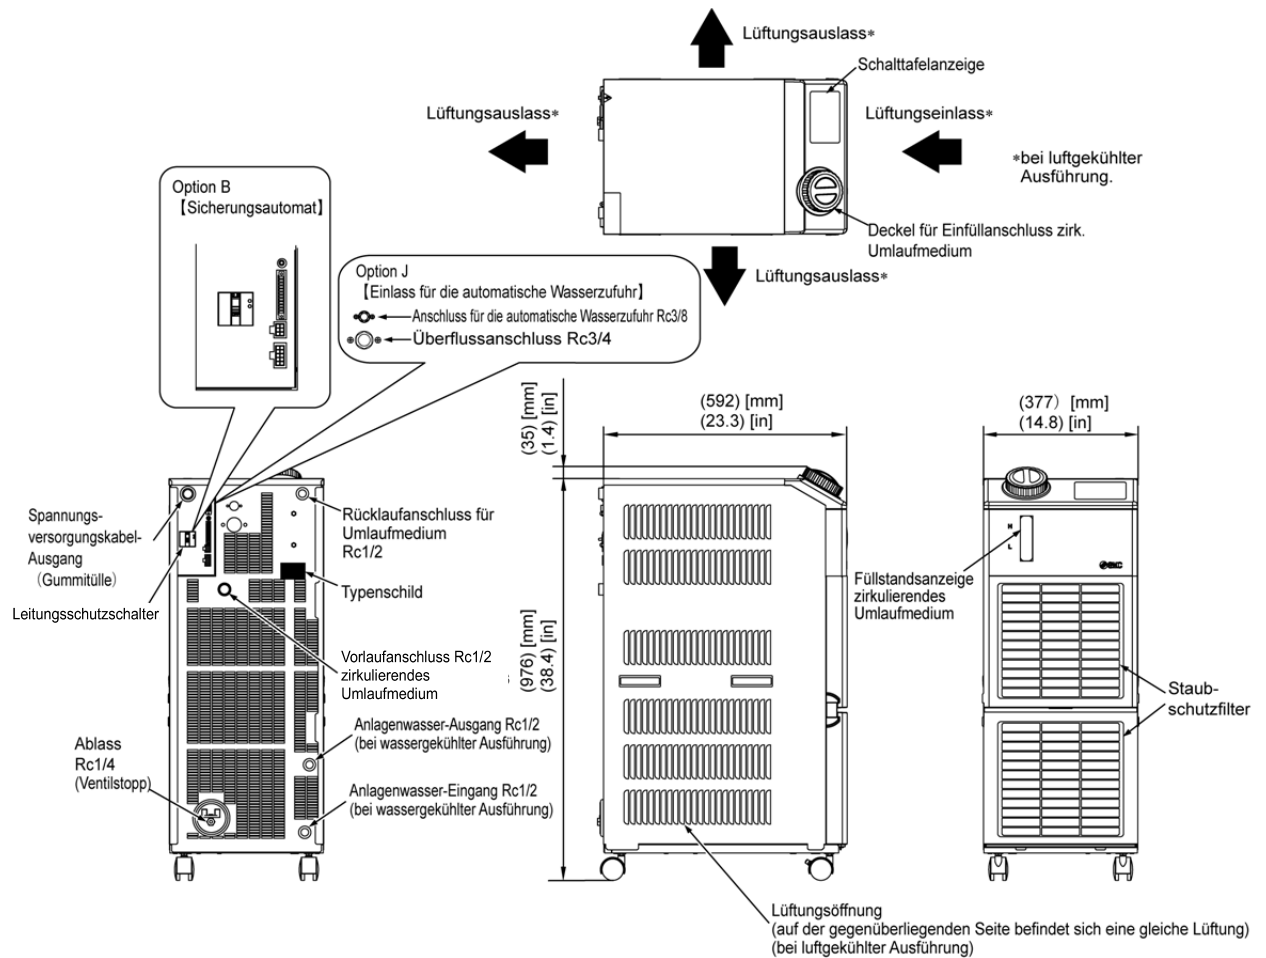 Lüftungsauslass*
Schalttafelanzeige
Lüftungsauslass*
Lüftungseinlass*
*bei luftgekühlter
Ausführung.
Deckel für Einfüllanschluss zirk.
Umlaufmedium
Lüftungsauslass*
Option B
【Sicherungsautomat】
Option J
【Einlass für die automatische Wasserzufuhr】
Anschluss für die automatische Wasserzufuhr Rc3/8
Überflussanschluss Rc3/4
(35) [mm]
(1.4) [in]
(592) [mm]
(23.3) [in]
(377) [mm]
(14.8) [in]
(976) [mm]
(38.4) [in]
Spannungs-
versorgungskabel-
Ausgang
(Gummitülle)
Leitungsschutzschalter
Rücklaufanschluss für
Umlaufmedium
Rc1/2
Typenschild
Vorlaufanschluss Rc1/2
zirkulierendes
Umlaufmedium
Anlagenwasser-Ausgang Rc1/2
(bei wassergekühlter Ausführung)
Anlagenwasser-Eingang Rc1/2
(bei wassergekühlter Ausführung)
Ablass
Rc1/4
(Ventilstopp)
H
L
SMC
Füllstandsanzeige
zirkulierendes
Umlaufmedium
Staub-
schutzfilter
Lüftungsöffnung
(auf der gegenüberliegenden Seite befindet sich eine gleiche Lüftung)
(bei luftgekühlter Ausführung)